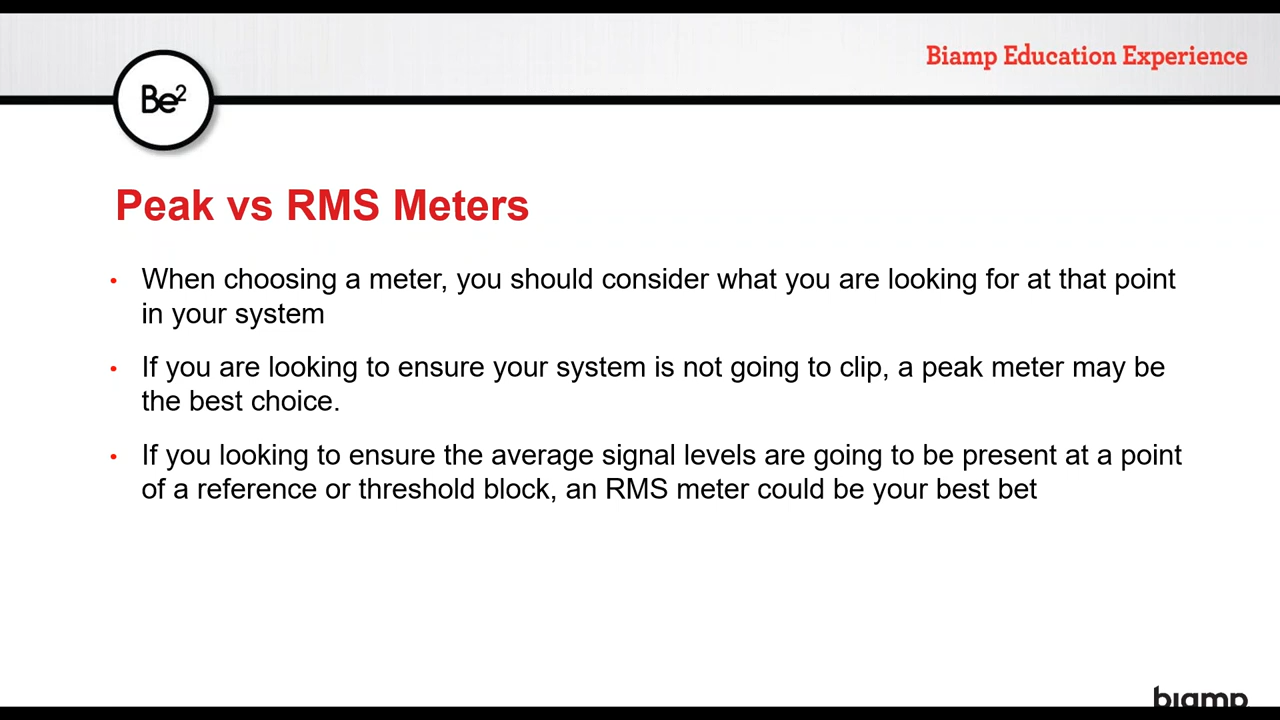 Biamp Education Experience
Be²
Peak vs RMS Meters
• When choosing a meter, you should consider what you are looking for at that point
in your system
• If you are looking to ensure your system is not going to clip, a peak meter may be
the best choice.
• If you looking to ensure the average signal levels are going to be present at a point
of a reference or threshold block, an RMS meter could be your best bet
biamp